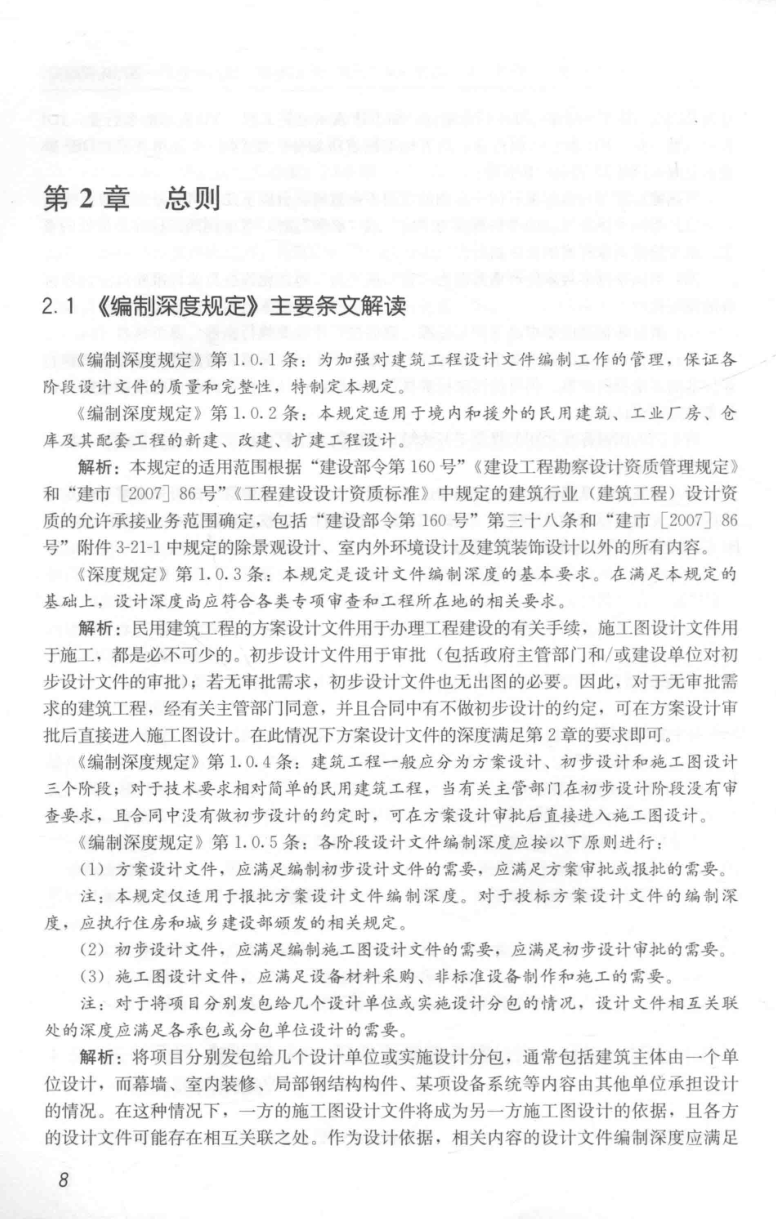 第 2 章　总则
2. 1　《编制深度规定》主要条文解读
《编制深度规定》第 1.0.1 条：为加强对建筑工程设计文件编制工作的管理，保证各
阶段设计文件的质量和完整性，特制定本规定。
《编制深度规定》第 1.0.2 条：本规定适用于境内和援外的民用建筑、工业厂房、仓
库及其配套工程的新建、改建、扩建工程设计。
解析：本规定的适用范围根据“建设部令第 160 号”《建设工程勘察设计资质管理规定》
和“建市［2007］86 号”《工程建设设计资质标准》中规定的建筑行业（建筑工程）设计资
质的允许承接业务范围确定，包括“建设部令第 160 号”第三十八条和“建市［2007］86
号”附件 3-21-1 中规定的除景观设计、室内外环境设计及建筑装饰设计以外的所有内容。
《深度规定》第 1.0.3 条：本规定是设计文件编制深度的基本要求。在满足本规定的
基础上，设计深度尚应符合各类专项审查和工程所在地的相关要求。
解析：民用建筑工程的方案设计文件用于办理工程建设的有关手续，施工图设计文件用
于施工，都是必不可少的。初步设计文件用于审批（包括政府主管部门和/或建设单位对初
步设计文件的审批）；若无审批需求，初步设计文件也无出图的必要。因此，对于无审批需
求的建筑工程，经有关主管部门同意，并且合同中有不做初步设计的约定，可在方案设计审
批后直接进入施工图设计。在此情况下方案设计文件的深度满足第 2 章的要求即可。
《编制深度规定》第 1.0.4 条：建筑工程一般应分为方案设计、初步设计和施工图设计
三个阶段；对于技术要求相对简单的民用建筑工程，当有关主管部门在初步设计阶段没有审
查要求，且合同中没有做初步设计的约定时，可在方案设计审批后直接进入施工图设计。
《编制深度规定》第 1.0.5 条：各阶段设计文件编制深度应按以下原则进行：
（1）方案设计文件，应满足编制初步设计文件的需要，应满足方案审批或报批的需要。
注：本规定仅适用于报批方案设计文件编制深度。对于投标方案设计文件的编制深
度，应执行住房和城乡建设部颁发的相关规定。
（2）初步设计文件，应满足编制施工图设计文件的需要，应满足初步设计审批的需要。
（3）施工图设计文件，应满足设备材料采购、非标准设备制作和施工的需要。
注：对于将项目分别发包给几个设计单位或实施设计分包的情况，设计文件相互关联
处的深度应满足各承包或分包单位设计的需要。
解析：将项目分别发包给几个设计单位或实施设计分包，通常包括建筑主体由一个单
位设计，而幕墙、室内装修、局部钢结构构件、某项设备系统等内容由其他单位承担设计
的情况。在这种情况下，一方的施工图设计文件将成为另一方施工图设计的依据，且各方
的设计文件可能存在相互关联之处。作为设计依据，相关内容的设计文件编制深度应满足
8